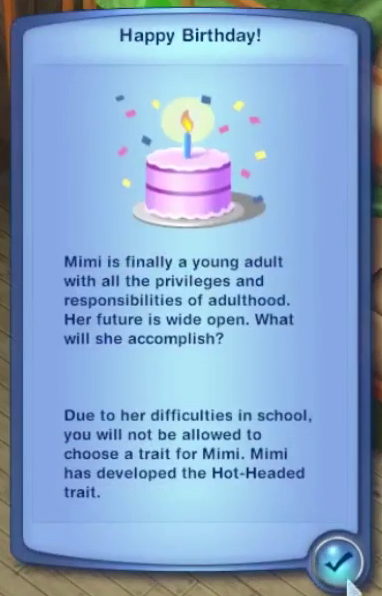 Happy Birthday!
Mimi is finally a young adult
with all the privileges and
responsibilities of adulthood.
Her future is wide open. What
will she accomplish?
Due to her difficulties in school,
you will not be allowed to
choose a trait for Mimi. Mimi
has developed the Hot-Headed
trait.